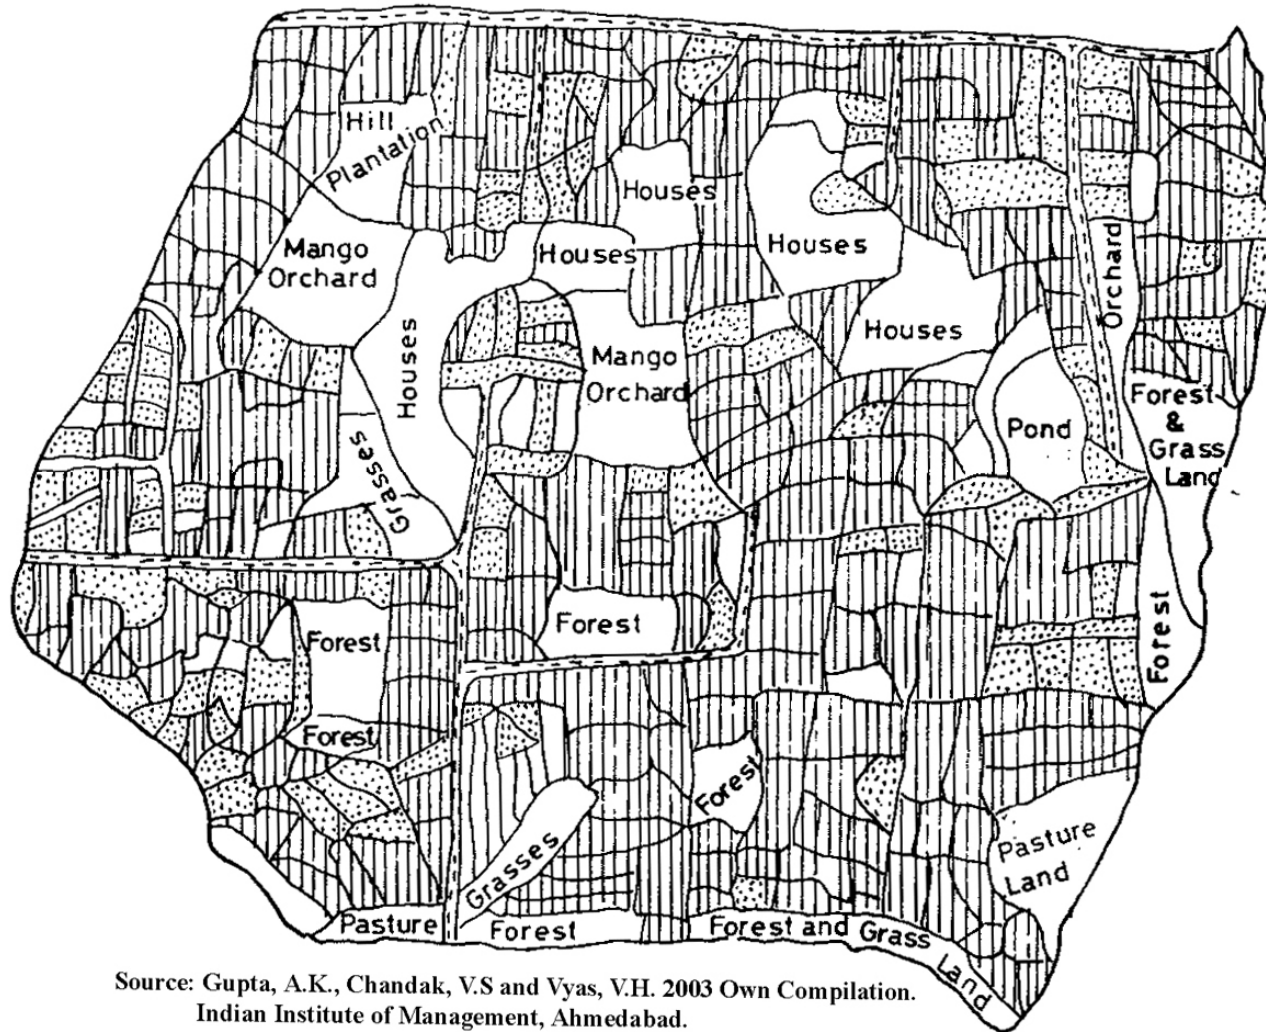 Hill
Plantation
Houses
Mango
Orchard
Houses
Houses
Orchard
Houses
Houses
Mango
Orchard
Forest
&
Grass
Land
Pond
Grasses
Grasses
Forest
Forest
Forest
Forest
Forest
Pasture
Land
Grasses
Pasture
Forest
Forest and Grass
Land
Source: Gupta, A.K., Chandak, V.S and Vyas, V.H. 2003 Own Compilation.
Indian Institute of Management, Ahmedabad.